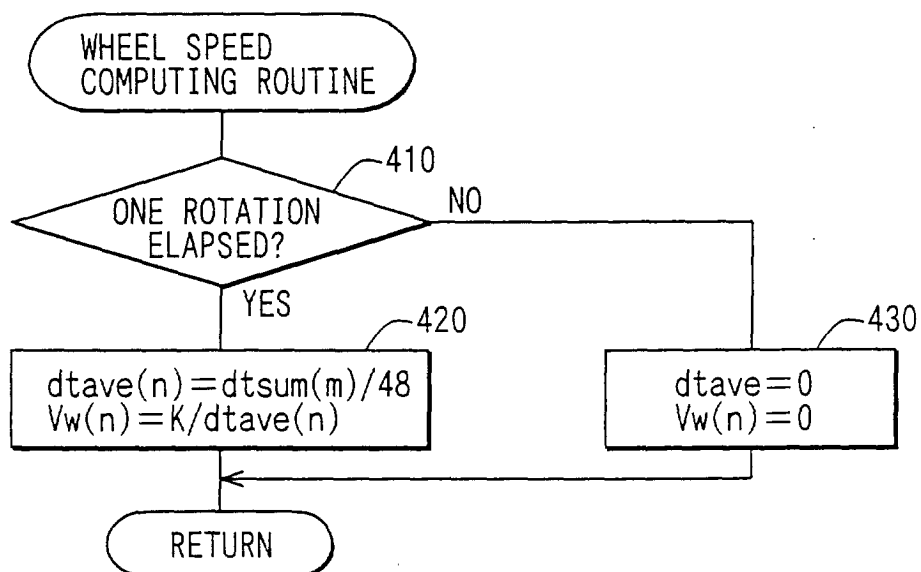 WHEEL SPEED
COMPUTING ROUTINE
410
ONE ROTATION
ELAPSED?
NO
YES
420
dtave(n)=dtsum(m)/48
Vw(n)=K/dtave(n)
430
dtave=0
Vw(n)=0
RETURN